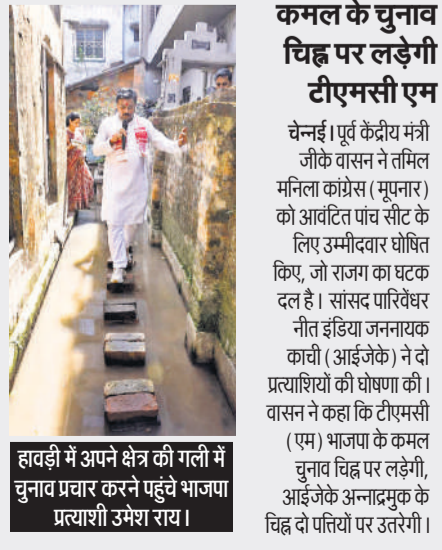 कमल के चुनाव
चिह्न पर लड़ेगी
टीएमसी एम
चेन्नई। पूर्व केंद्रीय मंत्री
जीके वासन ने तमिल
मनिला कांग्रेस (मूपनार)
को आवंटित पांच सीट के
लिए उम्मीदवार घोषित
किए, जो राजग का घटक
दल है। सांसद पारिवेंधर
नीत इंडिया जननायक
काची (आईजेके) ने दो
प्रत्याशियों की घोषणा की।
वासन ने कहा कि टीएमसी
(एम) भाजपा के कमल
चुनाव चिह्न पर लड़ेगी,
आईजेके अन्नाद्रमुक के
चिह्न दो पत्तियों पर उतरेगी।
हावड़ी में अपने क्षेत्र की गली में
चुनाव प्रचार करने पहुंचे भाजपा
प्रत्याशी उमेश राय।